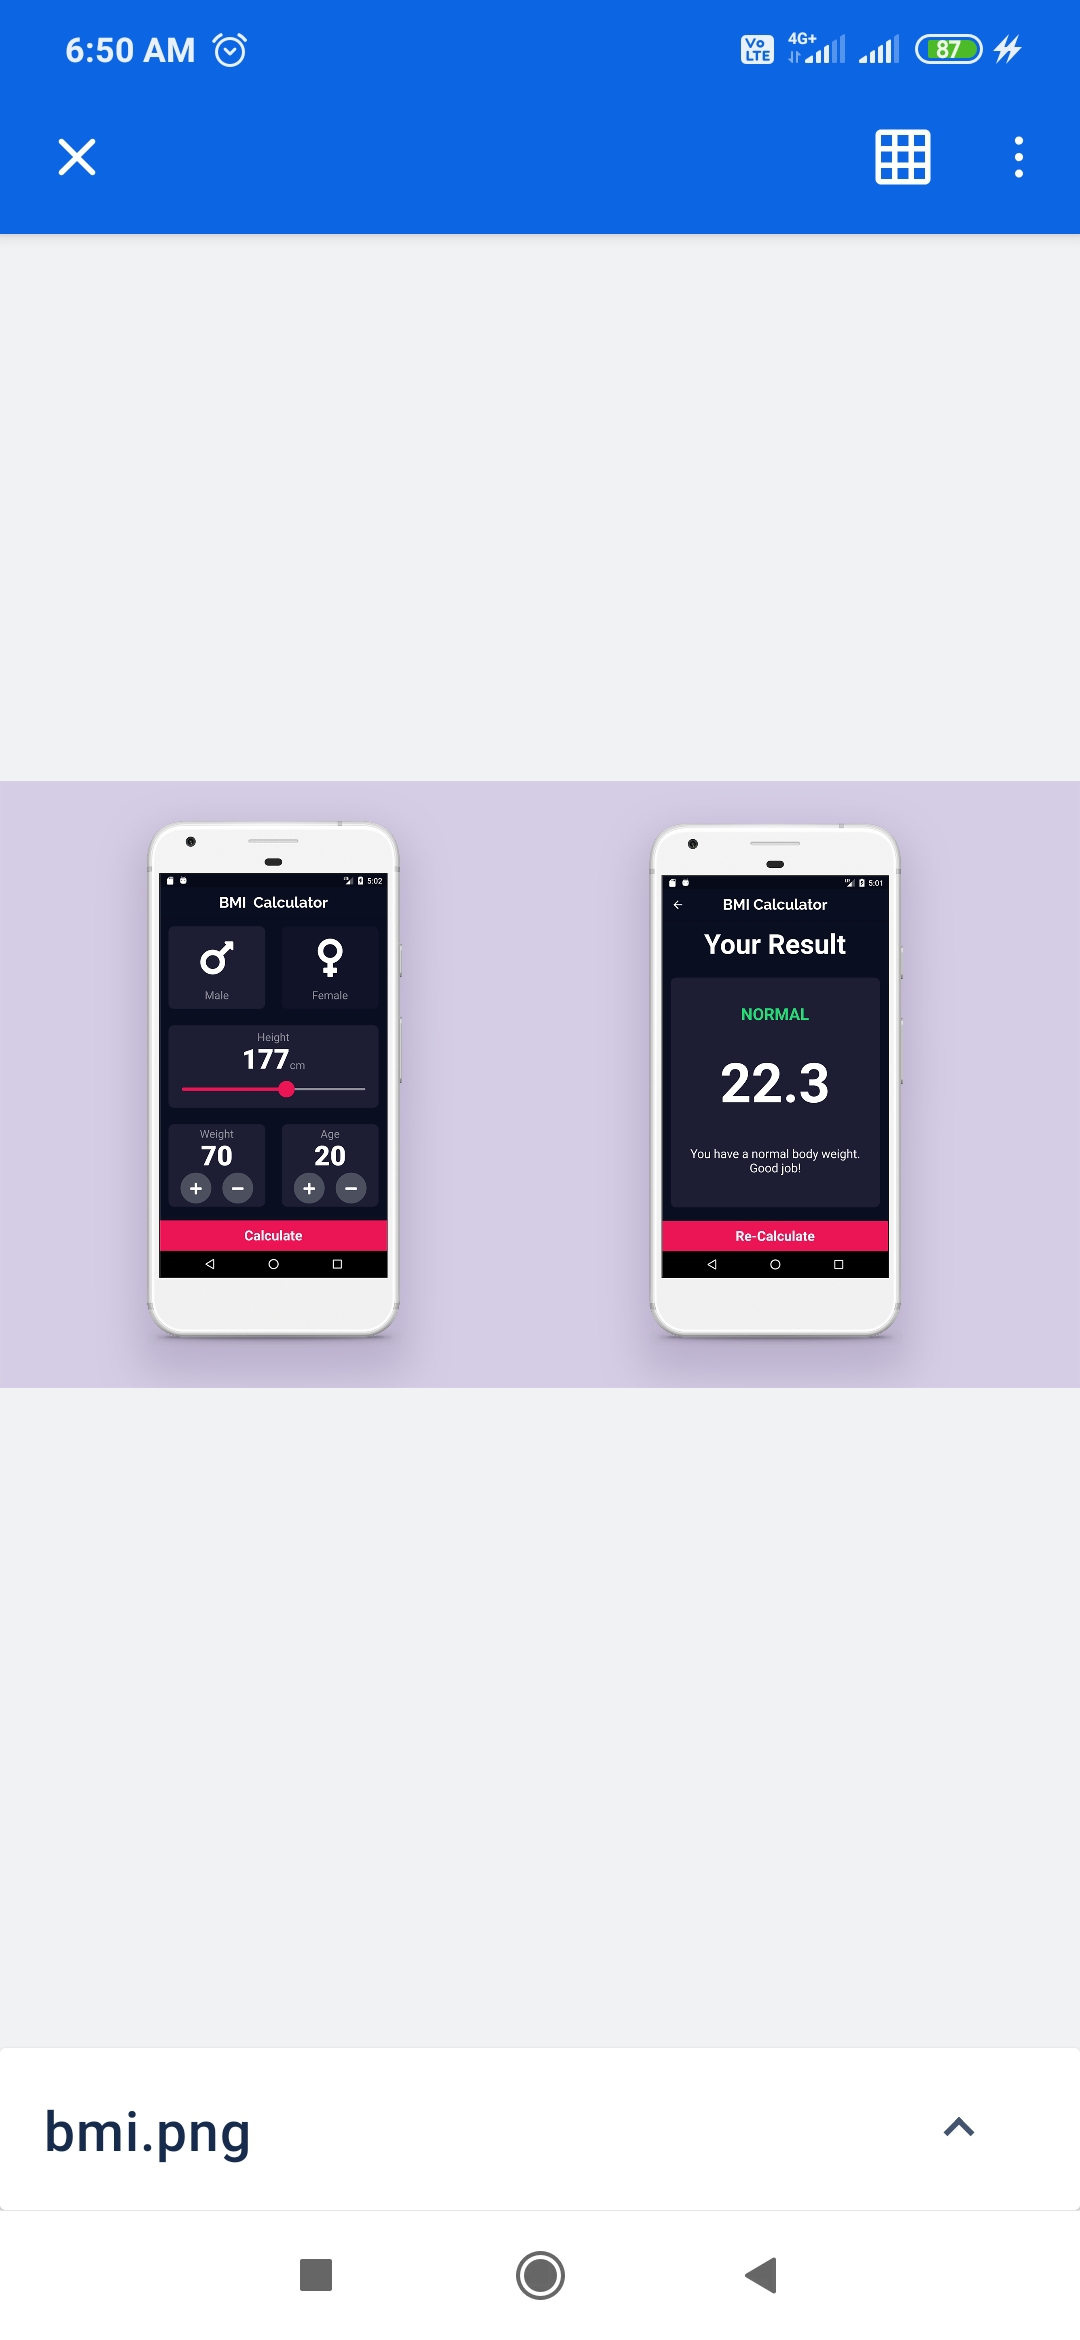 6:50 AM
Vo LTE 4G+ 87
5:02
BMI Calculator
Male Female
Height
177cm
Weight Age
70 20
+ − + −
Calculate
5:01
BMI Calculator
Your Result
NORMAL
22.3
You have a normal body weight.
Good job!
Re-Calculate
bmi.png